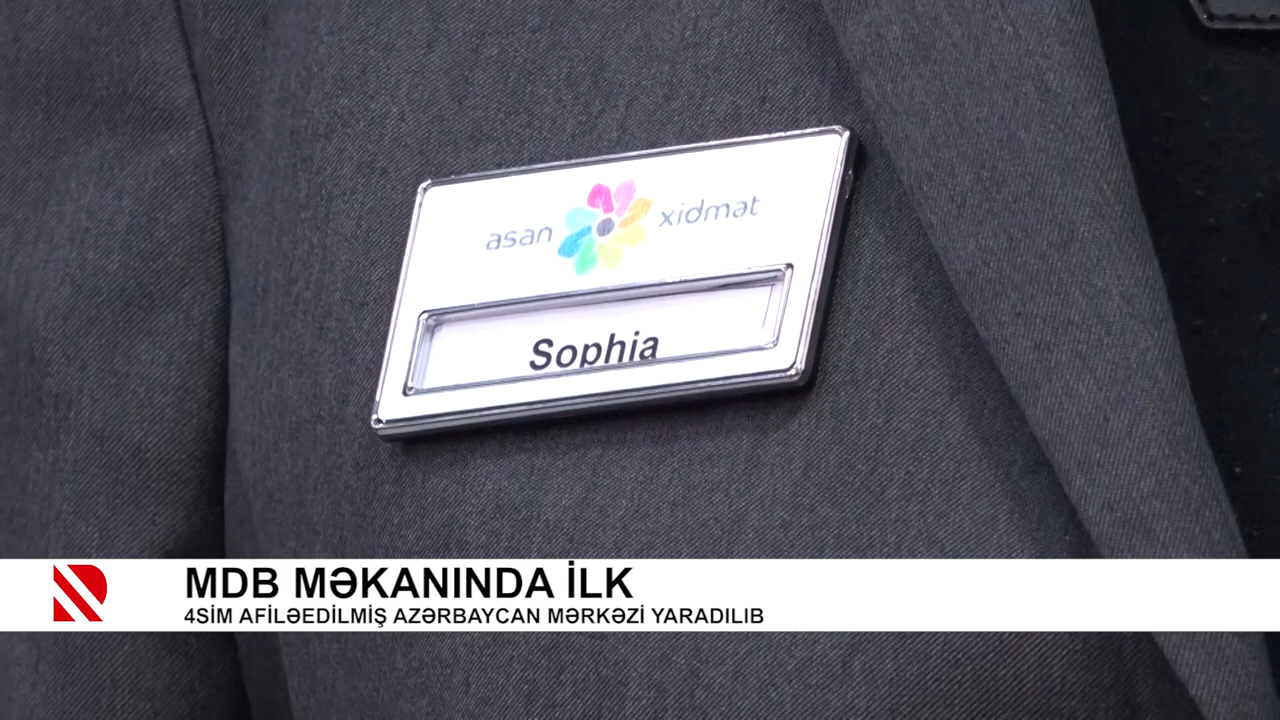 asan xidmət
Sophia
MDB MƏKANINDA İLK
4SİM AFİLƏEDİLMİŞ AZƏRBAYCAN MƏRKƏZİ YARADILIB